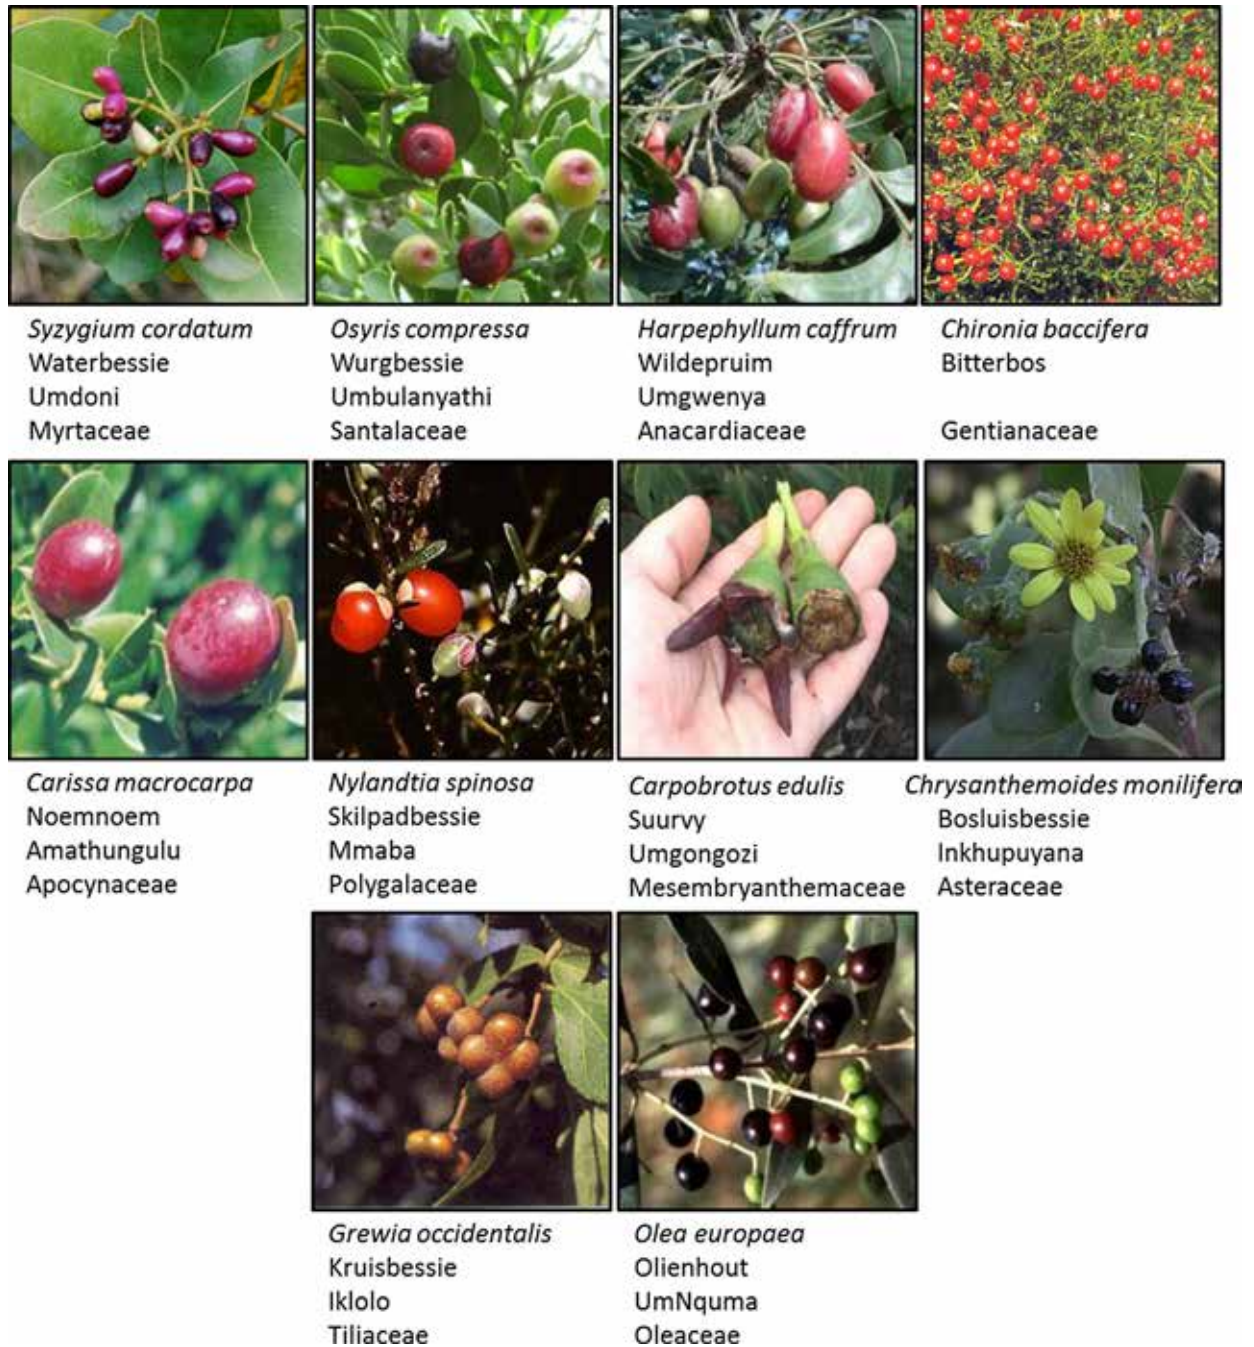 Syzygium cordatum
Waterbessie
Umdoni
Myrtaceae
Osyris compressa
Wurgbessie
Umbulanyathi
Santalaceae
Harpephyllum caffrum
Wildepruim
Umgwenya
Anacardiaceae
Chironia baccifera
Bitterbos
Gentianaceae
Carissa macrocarpa
Noemnoem
Amathungulu
Apocynaceae
Nylandtia spinosa
Skilpadbessie
Mmaba
Polygalaceae
Carpobrotus edulis
Suurvy
Umgongozi
Mesembryanthemaceae
Chrysanthemoides monilifera
Bosluisbessie
Inkhupuyana
Asteraceae
Grewia occidentalis
Kruisbessie
Iklolo
Tiliaceae
Olea europaea
Olienhout
UmNquma
Oleaceae